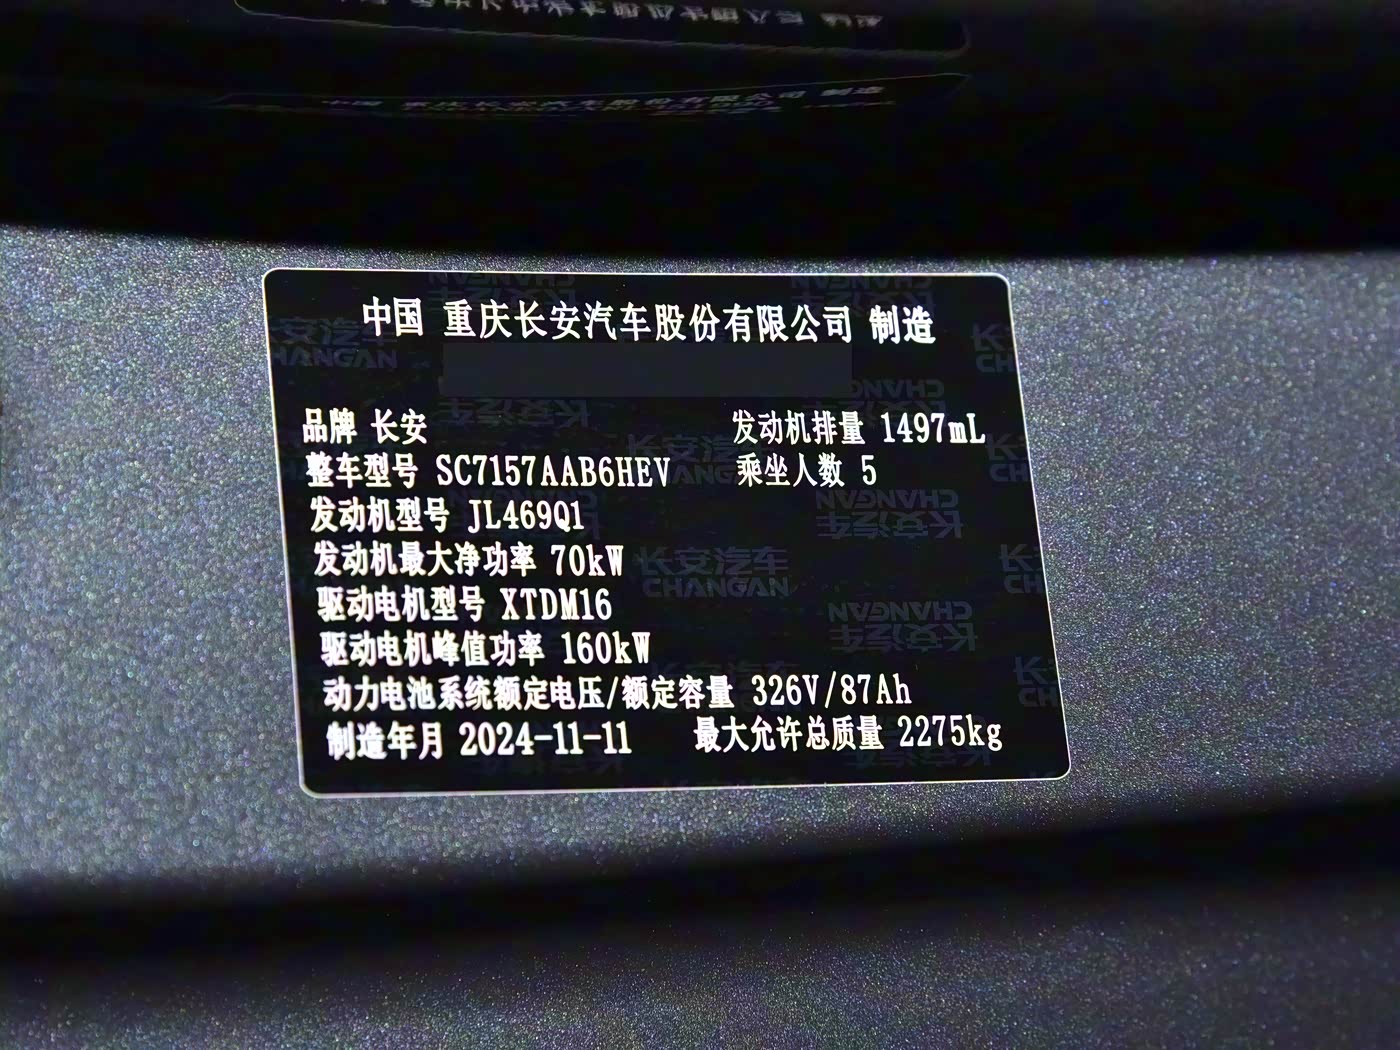 中国 重庆长安汽车股份有限公司 制造
品牌 长安 发动机排量 1497mL
整车型号 SC7157AAB6HEV 乘坐人数 5
发动机型号 JL469Q1
发动机最大净功率 70kW
驱动电机型号 XTDM16
驱动电机峰值功率 160kW
动力电池系统额定电压/额定容量 326V/87Ah
制造年月 2024-11-11 最大允许总质量 2275kg
长安汽车
CHANGAN